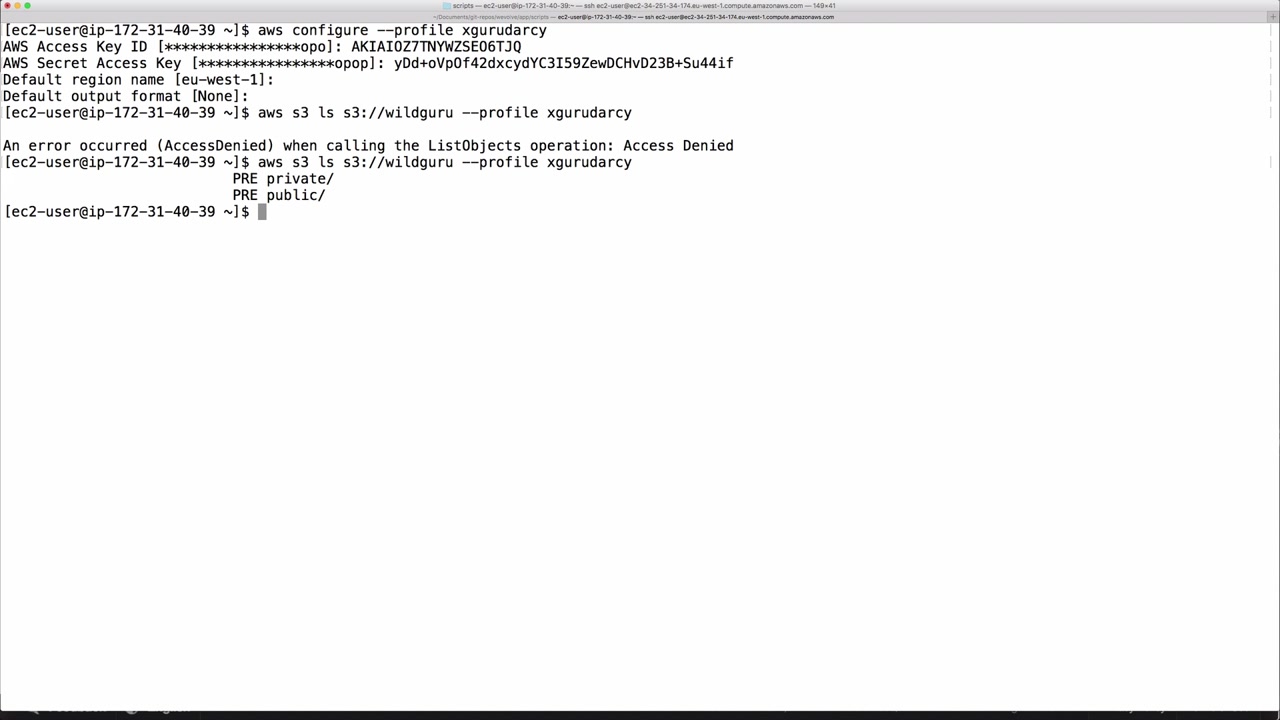 scripts — ec2-user@ip-172-31-40-39:~ — ssh ec2-user@ec2-34-251-34-174.eu-west-1.compute.amazonaws.com — 149×41
~/Documents/git-repos/wevolve/app/scripts — ec2-user@ip-172-31-40-39:~ — ssh ec2-user@ec2-34-251-34-174.eu-west-1.compute.amazonaws.com
[ec2-user@ip-172-31-40-39 ~]$ aws configure --profile xgurudarcy
AWS Access Key ID [****************opo]: AKIAIOZ7TNYWZSEO6TJQ
AWS Secret Access Key [****************opop]: 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
Default region name [eu-west-1]:
Default output format [None]:
[ec2-user@ip-172-31-40-39 ~]$ aws s3 ls s3://wildguru --profile xgurudarcy
An error occurred (AccessDenied) when calling the ListObjects operation: Access Denied
[ec2-user@ip-172-31-40-39 ~]$ aws s3 ls s3://wildguru --profile xgurudarcy
PRE private/
PRE public/
[ec2-user@ip-172-31-40-39 ~]$